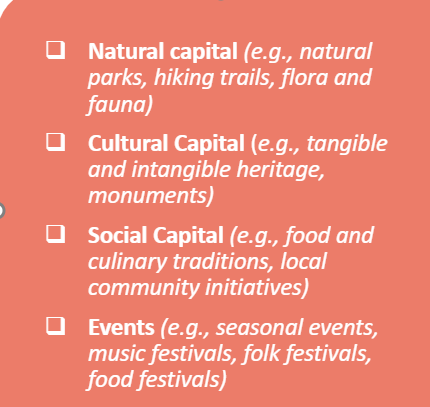 Natural capital (e.g., natural
parks, hiking trails, flora and
fauna)
Cultural Capital (e.g., tangible
and intangible heritage,
monuments)
Social Capital (e.g., food and
culinary traditions, local
community initiatives)
Events (e.g., seasonal events,
music festivals, folk festivals,
food festivals)